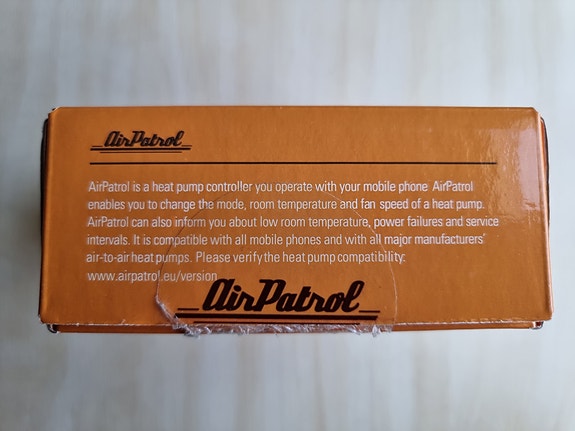 AirPatrol
AirPatrol is a heat pump controller you operate with your mobile phone AirPatrol
enables you to change the mode, room temperature and fan speed of a heat pump.
AirPatrol can also inform you about low room temperature, power failures and service
intervals. It is compatible with all mobile phones and with all major manufacturers'
air-to-air heat pumps. Please verify the heat pump compatibility:
www.airpatrol.eu/version
AirPatrol